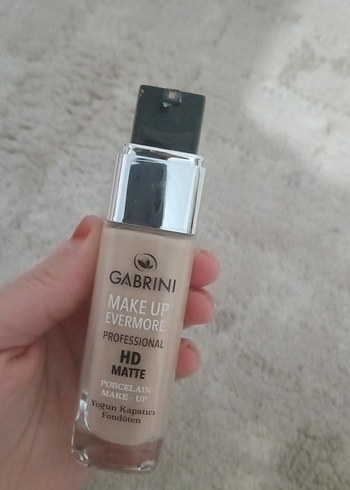 GABRINI
MAKE UP
EVERMORE
PROFESSIONAL
HD
MATTE
PORCELAIN
MAKE - UP
Yoğun Kapatıcı
Fondöten